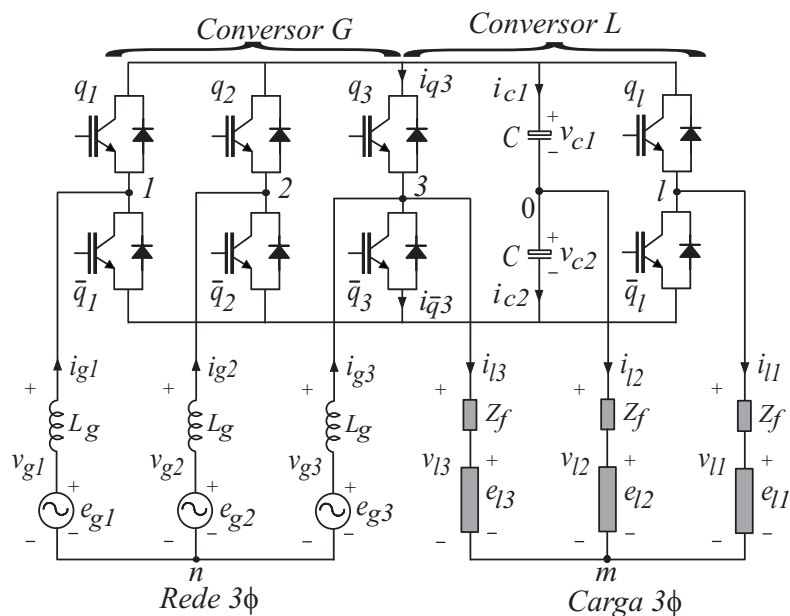 Conversor G Conversor L
q1 q2 q3 iq3 ic1 + C vc1 − ql
1 2 3 0 l
q̄1 q̄2 q̄3 iq̄3 + C vc2 − ic2 q̄l
ig1 ig2 ig3 il3 il2 il1
+ Lg + Lg + Lg + Zf + Zf + Zf
vg1 vg2 vg3 vl3 vl2 vl1
+ eg1 + eg2 + eg3 + el3 + el2 + el1
− − − − − − − − − − − −
n m
Rede 3ϕ Carga 3ϕ